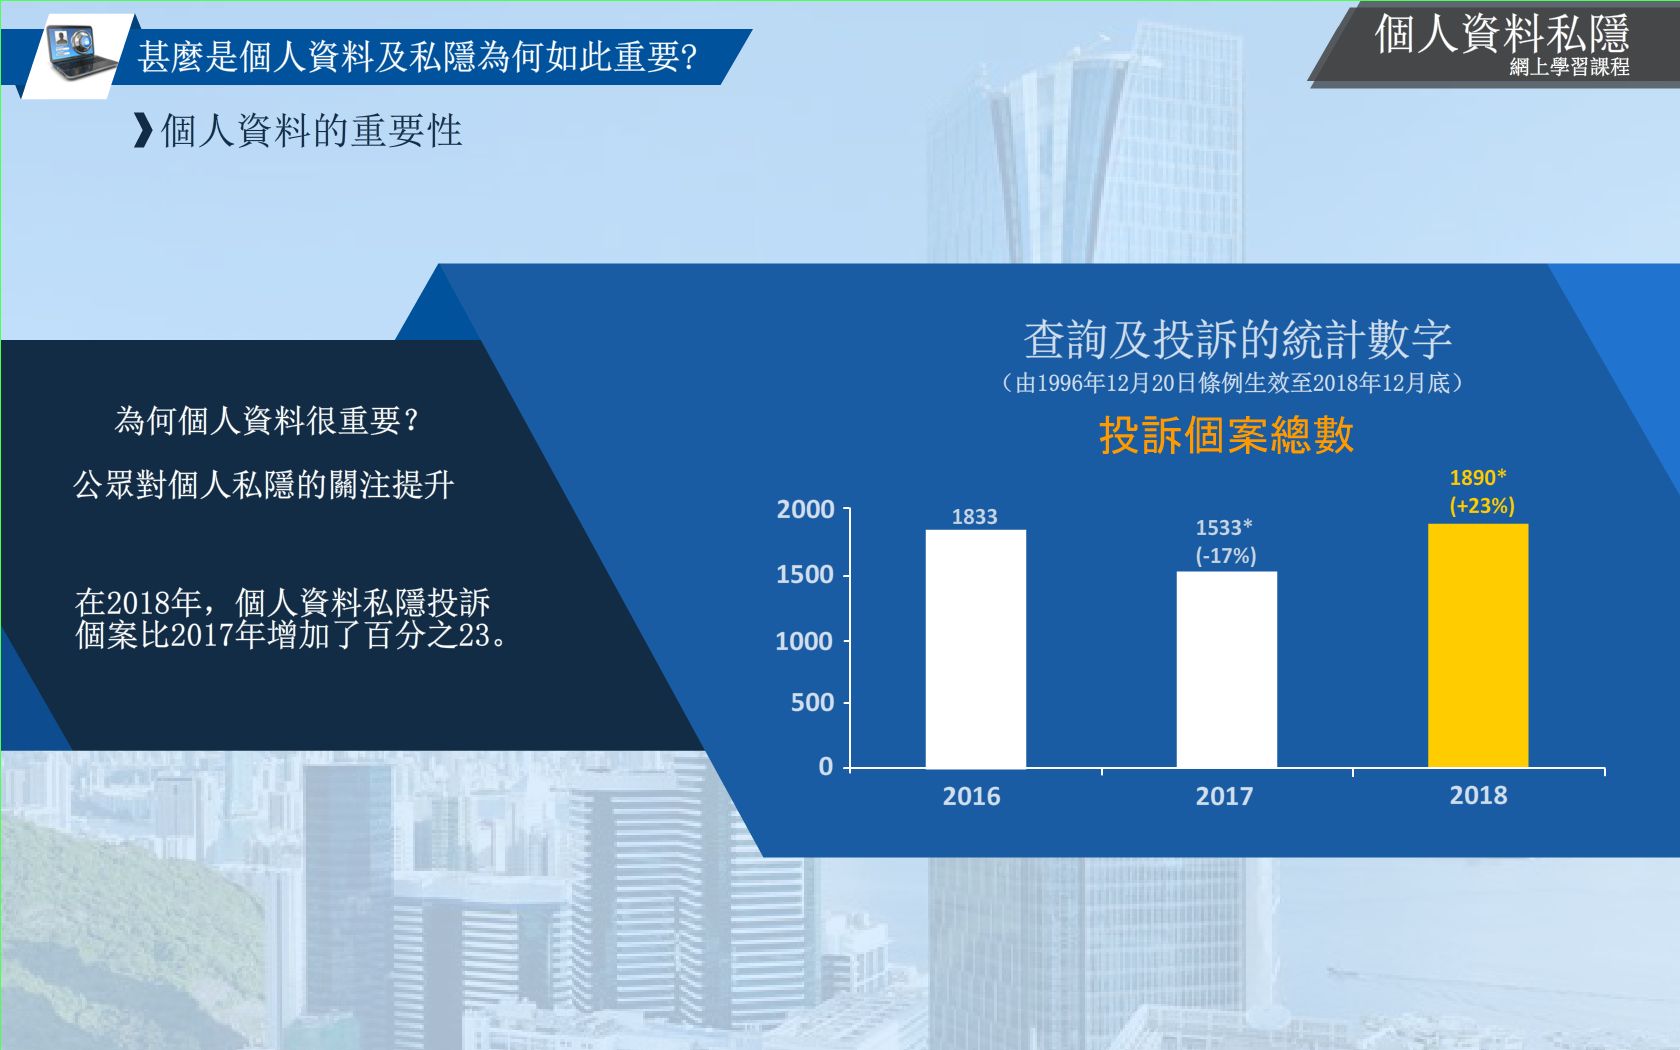 甚麼是個人資料及私隱為何如此重要?
個人資料私隱
網上學習課程
個人資料的重要性
為何個人資料很重要?
公眾對個人私隱的關注提升
在2018年，個人資料私隱投訴
個案比2017年增加了百分之23。
查詢及投訴的統計數字
（由1996年12月20日條例生效至2018年12月底）
投訴個案總數
2000
1500
1000
500
0
1833
1533*
(-17%)
1890*
(+23%)
2016
2017
2018